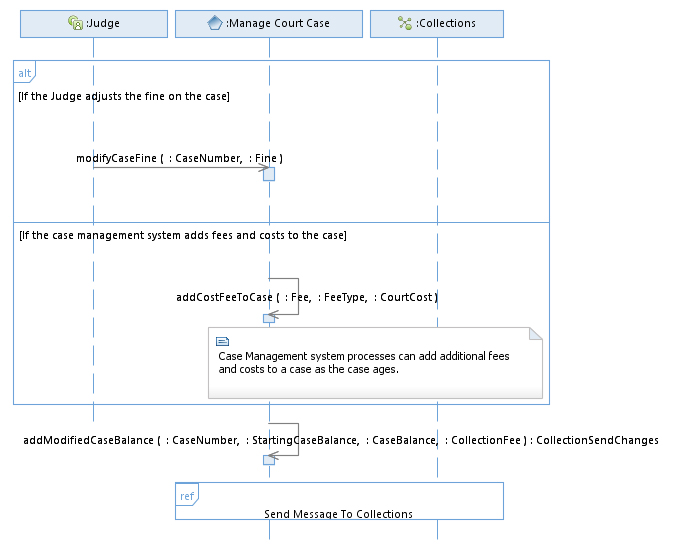 :Judge
:Manage Court Case
:Collections
alt
[If the Judge adjusts the fine on the case]
modifyCaseFine ( : CaseNumber, : Fine )
[If the case management system adds fees and costs to the case]
addCostFeeToCase ( : Fee, : FeeType, : CourtCost )
Case Management system processes can add additional fees
and costs to a case as the case ages.
addModifiedCaseBalance ( : CaseNumber, : StartingCaseBalance, : CaseBalance, : CollectionFee ) : CollectionSendChanges
ref
Send Message To Collections